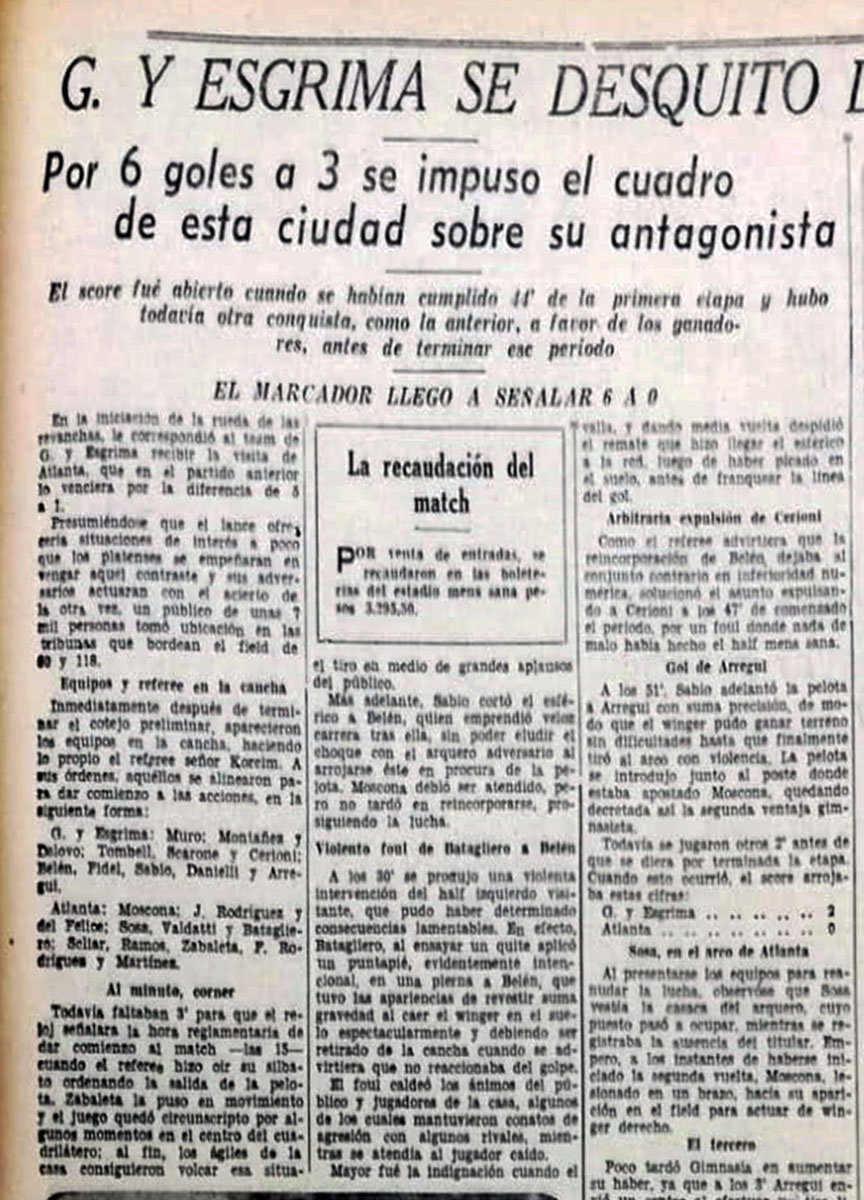 G. Y ESGRIMA SE DESQUITO
Por 6 goles a 3 se impuso el cuadro
de esta ciudad sobre su antagonista
El score fué abierto cuando se habían cumplido 44' de la primera etapa y hubo
todavía otra conquista, como la anterior, a favor de los ganado-
res, antes de terminar ese período
EL MARCADOR LLEGO A SEÑALAR 6 A 0
En la iniciación de la rueda de las
revanchas, le correspondió al team de
G. y Esgrima recibir la visita de
Atlanta, que en el partido anterior
lo venciera por la diferencia de 5
a 1.
Presumiéndose que el lance ofre,
ería situaciones de interés a poco
que los platenses se empeñaran en
vengar aquel contraste y sus adver-
sarios actuaran con el acierto de
la otra vez, un público de unas 7
mil personas tomó ubicación en las
tribunas que bordean el field de
60 y 118.
Equipos y referee en la cancha
Inmediatamente después de termi-
nar el cotejo preliminar, aparecieron
los equipos en la cancha, haciendo
lo propio el referee señor Koreim. A
sus órdenes, aquéllos se alinearon pa-
ra dar comienzo a las acciones, en la
siguiente forma:
G. y Esgrima: Muro; Montañez y
Delovo; Tombell, Scarone y Cerioni;
Belén, Fidel, Sabio, Danielli y Arre-
gui.
Atlanta: Moscona; J. Rodríguez y
del Felice; Sosa, Valdatti y Bataglie-
ro; Sellar, Ramos, Zabaleta, P. Ro-
drigues y Martínez.
Al minuto, corner
Todavía faltaban 3' para que el re-
loj señalara la hora reglamentaria de
dar comienzo al match —las 15—
cuando el referee hizo oir su silba-
to ordenando la salida de la pelo-
ta. Zabaleta la puso en movimiento
y el juego quedó circunscripto por al-
gunos momentos en el centro del cua-
drilátero; al fin, los ágiles de la
casa consiguieron volcar esa situa-
La recaudación del
match
POR venta de entradas, se
recaudaron en las bolete-
rías del estadio mens sana pe-
sos 3.295,50.
el tiro en medio de grandes aplausos
del público.
Más adelante, Sabio cortó el esfé-
rico a Belén, quien emprendió veloz
carrera tras ella, sin poder eludir el
choque con el arquero adversario al
arrojarse éste en procura de la pe-
lota. Moscona debió ser atendido, pe-
ro no tardó en reincorporarse, pro-
siguiendo la lucha.
Violento foul de Batagliero a Belén
A los 30' se produjo una violenta
intervención del half izquierdo visi-
tante, que pudo haber determinado
consecuencias lamentables. En efecto,
Batagliero, al ensayar un quite aplicó
un puntapié, evidentemente inten-
cional, en una pierna a Belén, que
tuvo las apariencias de revestir suma
gravedad al caer el winger en el sue-
lo espectacularmente y debiendo ser
retirado de la cancha cuando se ad-
virtiera que no reaccionaba del golpe.
El foul caldeó los ánimos del pú-
blico y jugadores de la casa, algunos
de los cuales mantuvieron conatos de
agresión con algunos rivales, mien-
tras se atendía al jugador caído.
Mayor fué la indignación cuando el
valla, y dando media vuelta despidió
el remate que hizo llegar el esférico
a la red, luego de haber picado en
el suelo, antes de franquear la línea
del gol.
Arbitraria expulsión de Cerioni
Como el referee advirtiera que la
reincorporación de Belén, dejaba al
conjunto contrario en inferioridad nu-
mérica, solucionó el asunto expulsan-
do a Cerioni a los 47' de comenzado
el período, por un foul donde nada de
malo había hecho el half mens sana.
Gol de Arregui
A los 51', Sabio adelantó la pelota
a Arregui con suma precisión, de mo-
do que el winger pudo ganar terreno
sin dificultades hasta que finalmente
tiró al arco con violencia. La pelota
se introdujo junto al poste donde
estaba apostado Moscona, quedando
decretada así la segunda ventaja gim-
nasista.
Todavía se jugaron otros 2' antes de
que se diera por terminada la etapa.
Cuando esto ocurrió, el score arroja-
ba estas cifras:
G. y Esgrima .. .. .. .. .. 2
Atlanta .. .. .. .. .. .. 0
Sosa, en el arco de Atlanta
Al presentarse los equipos para rea-
nudar la lucha, observóse que Sosa
vestía la casaca del arquero, cuyo
puesto pasó a ocupar, mientras se re-
gistraba la ausencia del titular. Em-
pero, a los instantes de haberse ini-
ciado la segunda vuelta, Moscona, le-
sionado en un brazo, hacía su apari-
ción en el field para actuar de win-
ger derecho.
El tercero
Poco tardó Gimnasia en aumentar
su haber, ya que a los 3' Arregui en-